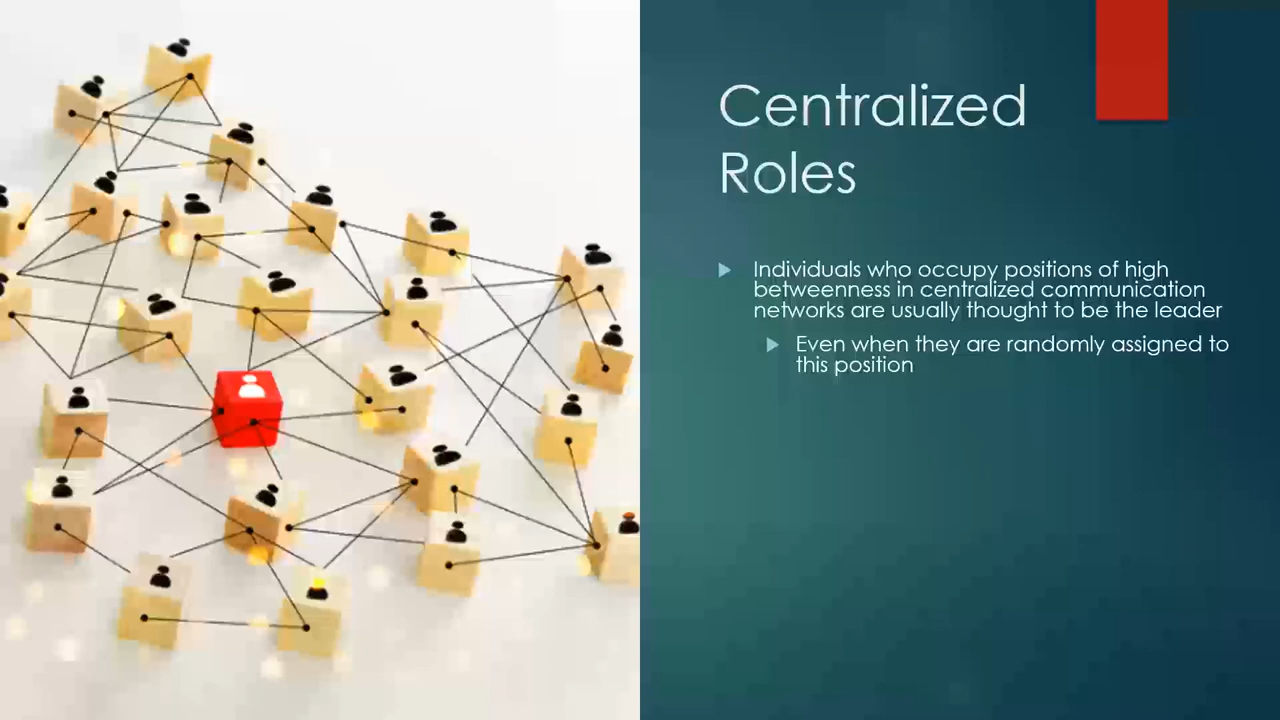 Centralized
Roles
Individuals who occupy positions of high
betweenness in centralized communication
networks are usually thought to be the leader
Even when they are randomly assigned to
this position